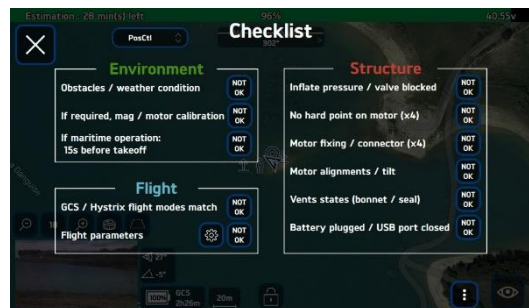 Estimation : 28 min(s) left
96%
40.55v
PosCtl
Checklist
302°
Environment
Obstacles / weather condition
NOT OK
If required, mag / motor calibration
NOT OK
If maritime operation:
15s before takeoff
NOT OK
Flight
GCS / Hystrix flight modes match
NOT OK
Flight parameters
NOT OK
Structure
Inflate pressure / valve blocked
NOT OK
No hard point on motor (x4)
NOT OK
Motor fixing / connector (x4)
NOT OK
Motor alignments / tilt
NOT OK
Vents states (bonnet / seal)
NOT OK
Battery plugged / USB port closed
NOT OK
18
27°
-5°
100%
GCS
2h26m
20m